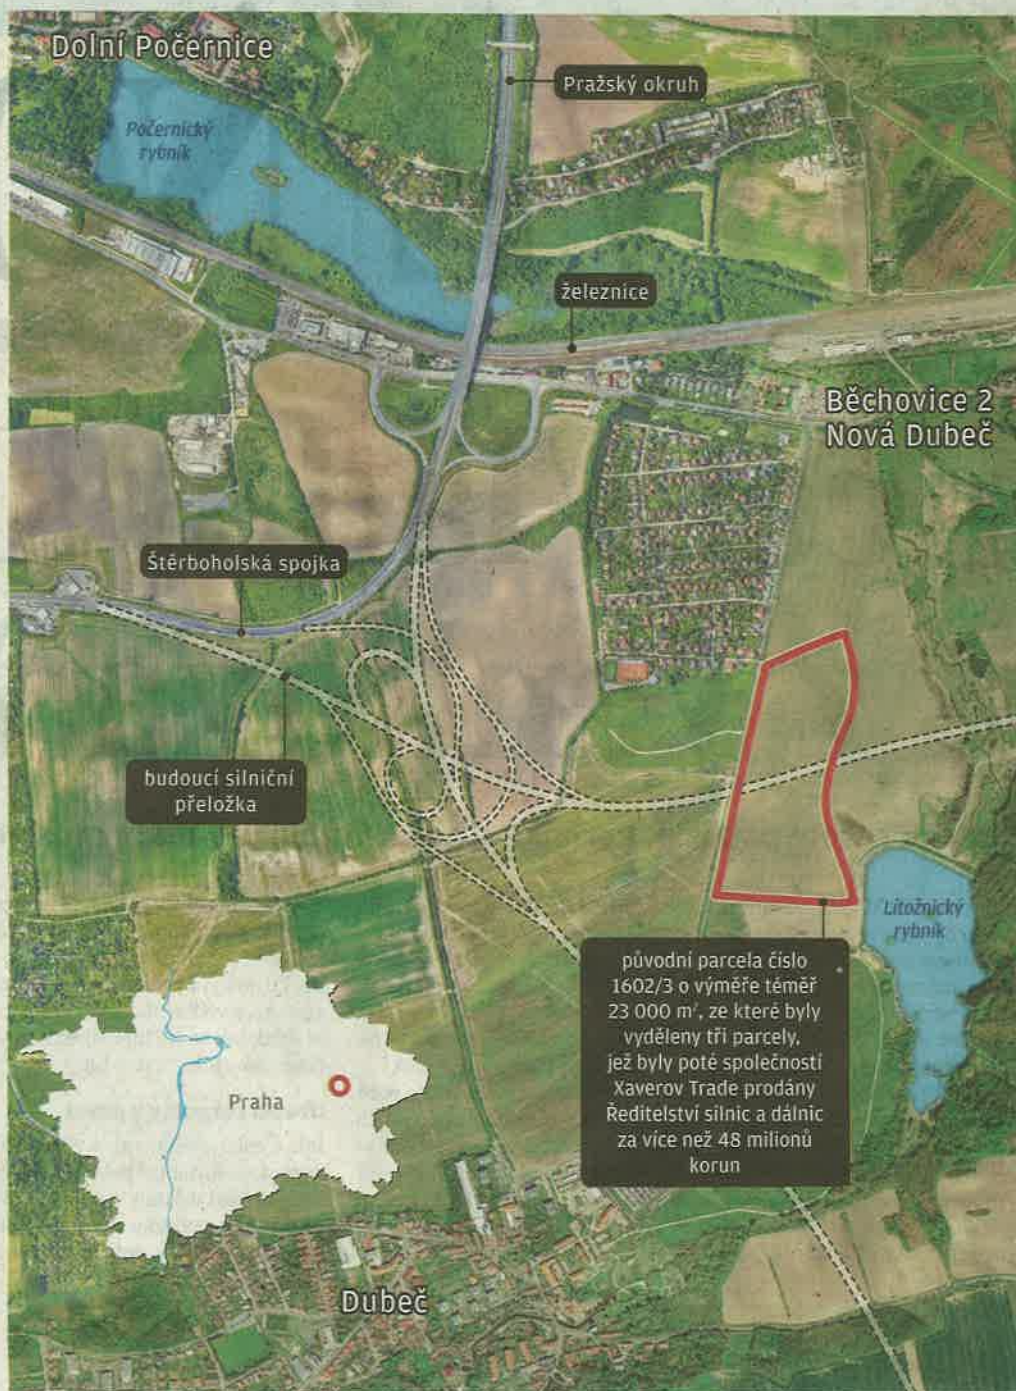 Dolní Počernice
Pražský okruh
Počernický
rybník
železnice
Běchovice 2
Nová Dubeč
Štěrboholská spojka
budoucí silniční
přeložka
Litožnický
rybník
původní parcela číslo
1602/3 o výměře téměř
23 000 m², ze které byly
vyděleny tři parcely,
jež byly poté společností
Xaverov Trade prodány
Ředitelství silnic a dálnic
za více než 48 milionů
korun
Praha
Dubeč